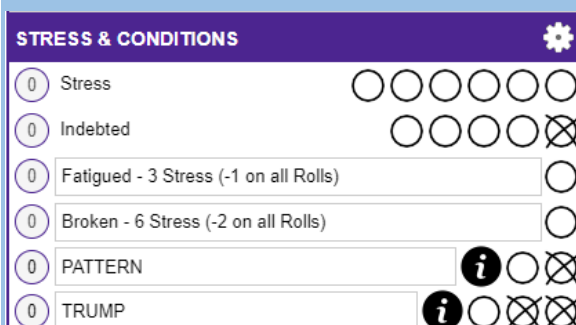 STRESS & CONDITIONS
0 Stress
0 Indebted
0 Fatigued - 3 Stress (-1 on all Rolls)
0 Broken - 6 Stress (-2 on all Rolls)
0 PATTERN i
0 TRUMP i